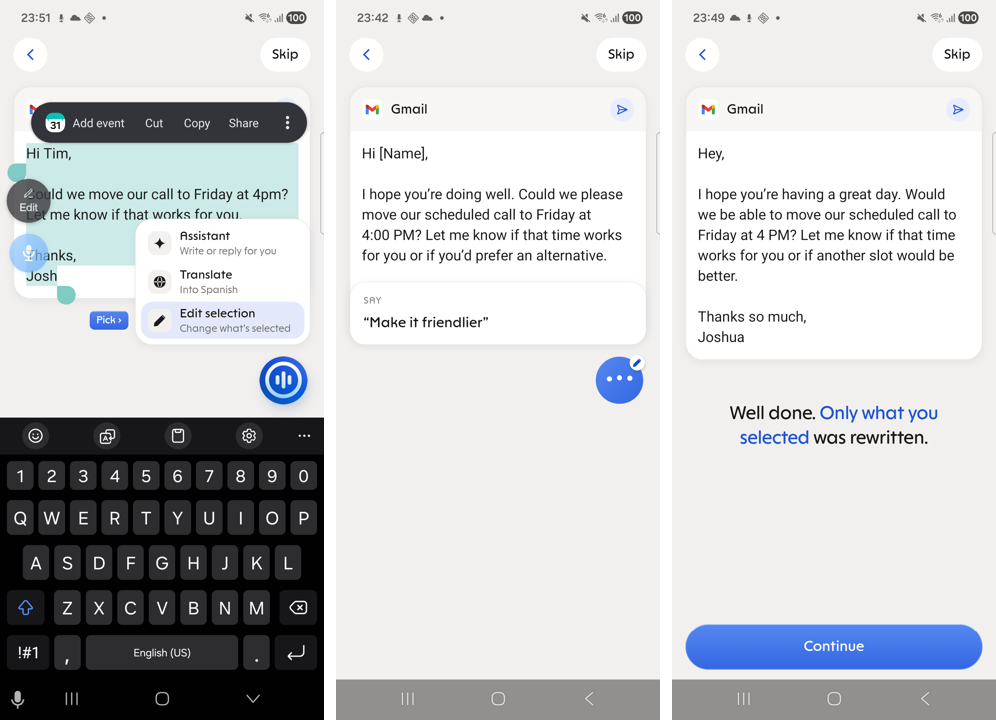 23:51
100
Skip
31
Add event
Cut
Copy
Share
Hi Tim,
Could we move our call to Friday at 4pm?
Let me know if that works for you.
Edit
Thanks,
Josh
Assistant
Write or reply for you
Translate
Into Spanish
Edit selection
Change what's selected
Pick ›
1 2 3 4 5 6 7 8 9 0
Q W E R T Y U I O P
A S D F G H J K L
Z X C V B N M
!#1 , English (US) .
23:42
100
Skip
Gmail
Hi [Name],
I hope you're doing well. Could we please
move our scheduled call to Friday at
4:00 PM? Let me know if that time works
for you or if you'd prefer an alternative.
SAY
“Make it friendlier”
23:49
100
Skip
Gmail
Hey,
I hope you're having a great day. Would
we be able to move our scheduled call to
Friday at 4 PM? Let me know if that time
works for you or if another slot would be
better.
Thanks so much,
Joshua
Well done. Only what you
selected was rewritten.
Continue